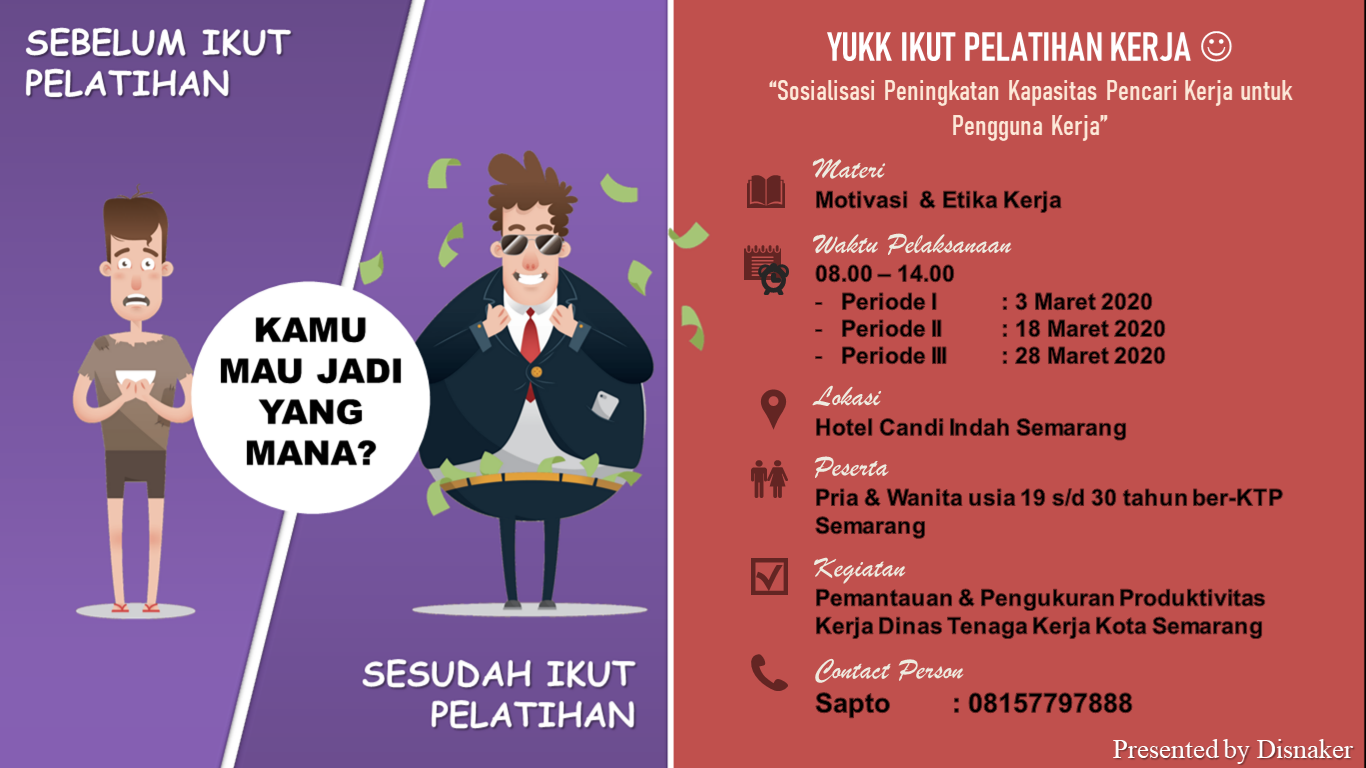 SEBELUM IKUT
PELATIHAN
KAMU
MAU JADI
YANG
MANA?
SESUDAH IKUT
PELATIHAN
YUKK IKUT PELATIHAN KERJA ☺
“Sosialisasi Peningkatan Kapasitas Pencari Kerja untuk
Pengguna Kerja”
Materi
Motivasi & Etika Kerja
Waktu Pelaksanaan
08.00 – 14.00
- Periode I : 3 Maret 2020
- Periode II : 18 Maret 2020
- Periode III : 28 Maret 2020
Lokasi
Hotel Candi Indah Semarang
Peserta
Pria & Wanita usia 19 s/d 30 tahun ber-KTP
Semarang
Kegiatan
Pemantauan & Pengukuran Produktivitas
Kerja Dinas Tenaga Kerja Kota Semarang
Contact Person
Sapto : 08157797888
Presented by Disnaker